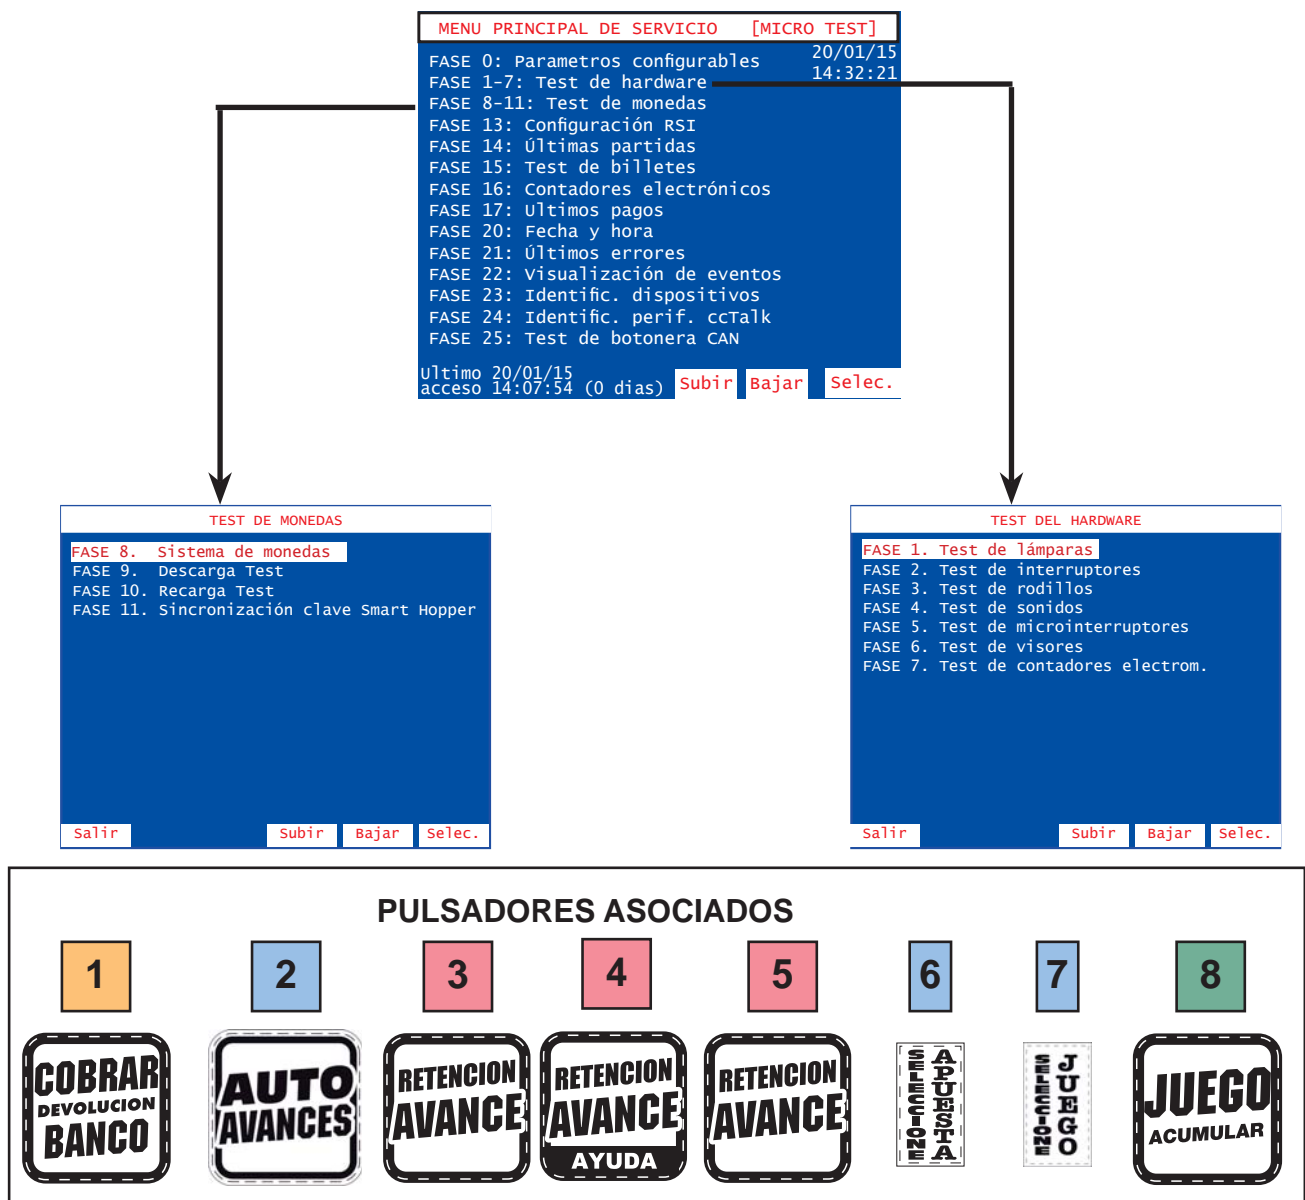 MENU PRINCIPAL DE SERVICIO [MICRO TEST]
20/01/15
14:32:21
FASE 0: Parametros configurables
FASE 1-7: Test de hardware
FASE 8-11: Test de monedas
FASE 13: Configuración RSI
FASE 14: Últimas partidas
FASE 15: Test de billetes
FASE 16: Contadores electrónicos
FASE 17: Ultimos pagos
FASE 20: Fecha y hora
FASE 21: Últimos errores
FASE 22: Visualización de eventos
FASE 23: Identific. dispositivos
FASE 24: Identific. perif. ccTalk
FASE 25: Test de botonera CAN
Ultimo 20/01/15
acceso 14:07:54 (0 dias) Subir Bajar Selec.
TEST DE MONEDAS
FASE 8. Sistema de monedas
FASE 9. Descarga Test
FASE 10. Recarga Test
FASE 11. Sincronización clave Smart Hopper
Salir Subir Bajar Selec.
TEST DEL HARDWARE
FASE 1. Test de lámparas
FASE 2. Test de interruptores
FASE 3. Test de rodillos
FASE 4. Test de sonidos
FASE 5. Test de microinterruptores
FASE 6. Test de visores
FASE 7. Test de contadores electrom.
Salir Subir Bajar Selec.
PULSADORES ASOCIADOS
1 2 3 4 5 6 7 8
COBRAR
DEVOLUCION
BANCO
AUTO
AVANCES
RETENCION
AVANCE
RETENCION
AVANCE
AYUDA
RETENCION
AVANCE
SELECCIONE
APUESTA
SELECCIONE
JUEGO
JUEGO
ACUMULAR